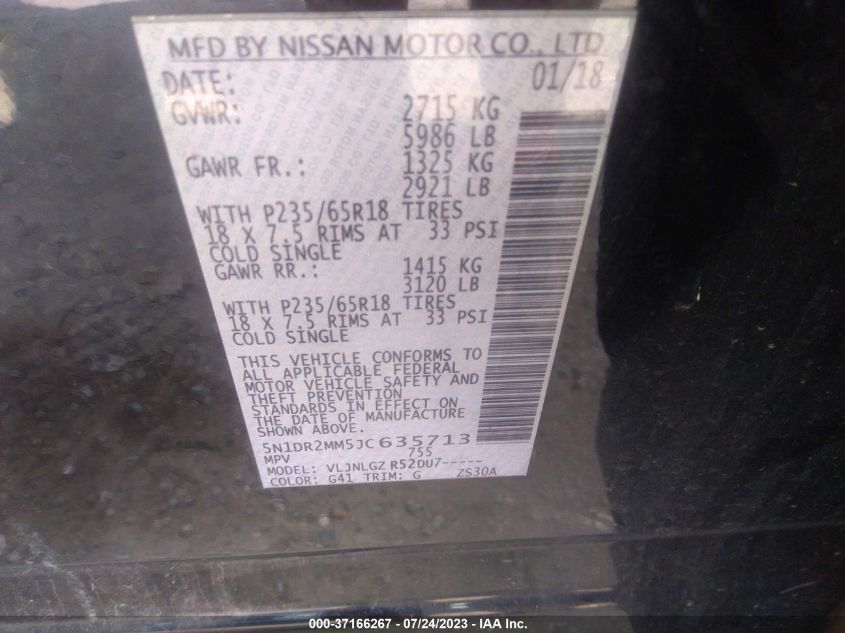 MFD BY NISSAN MOTOR CO., LTD.
DATE: 01/18
GVWR: 2715 KG
5986 LB
GAWR FR.: 1325 KG
2921 LB
WITH P235/65R18 TIRES
18 X 7.5 RIMS AT 33 PSI
COLD SINGLE
GAWR RR.: 1415 KG
3120 LB
WITH P235/65R18 TIRES
18 X 7.5 RIMS AT 33 PSI
COLD SINGLE
THIS VEHICLE CONFORMS TO
ALL APPLICABLE FEDERAL
MOTOR VEHICLE SAFETY AND
THEFT PREVENTION
STANDARDS IN EFFECT ON
THE DATE OF MANUFACTURE
SHOWN ABOVE.
5N1DR2MM5JC635713
MPV 755
MODEL: VLJNLGZ R52DU7-----
COLOR: G41 TRIM: G ZS30A
000-37166267 - 07/24/2023 - IAA Inc.